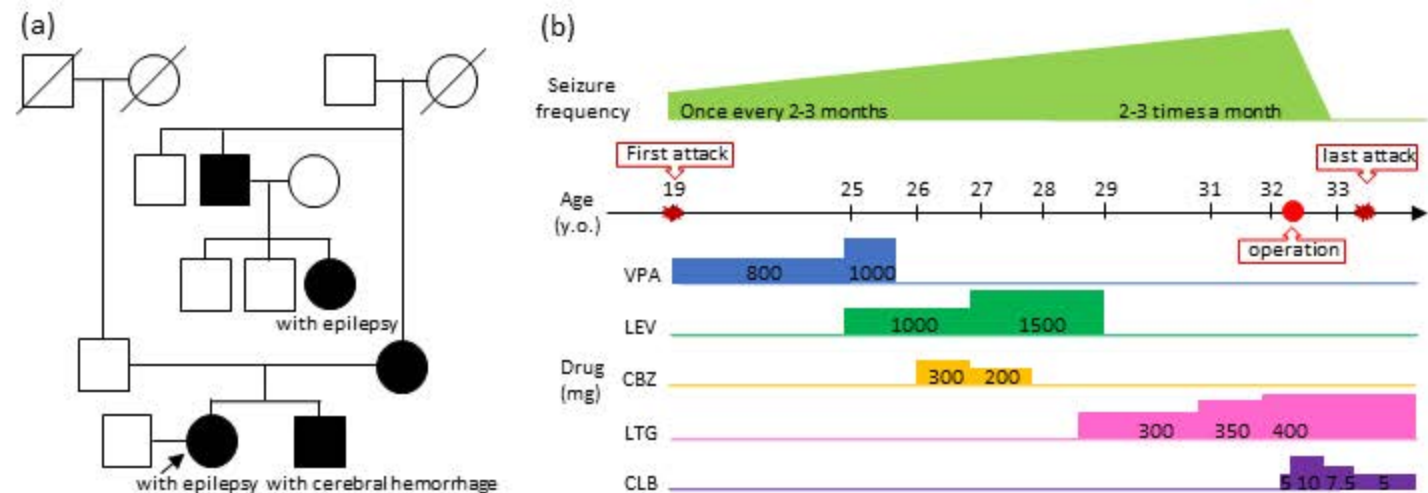 (a)
with epilepsy
with epilepsy with cerebral hemorrhage
(b)
Seizure
frequency
Once every 2-3 months 2-3 times a month
First attack last attack
Age
(y.o.)
19 25 26 27 28 29 31 32 33
operation
Drug
(mg)
VPA 800 1000
LEV 1000 1500
CBZ 300 200
LTG 300 350 400
CLB 5 10 7.5 5